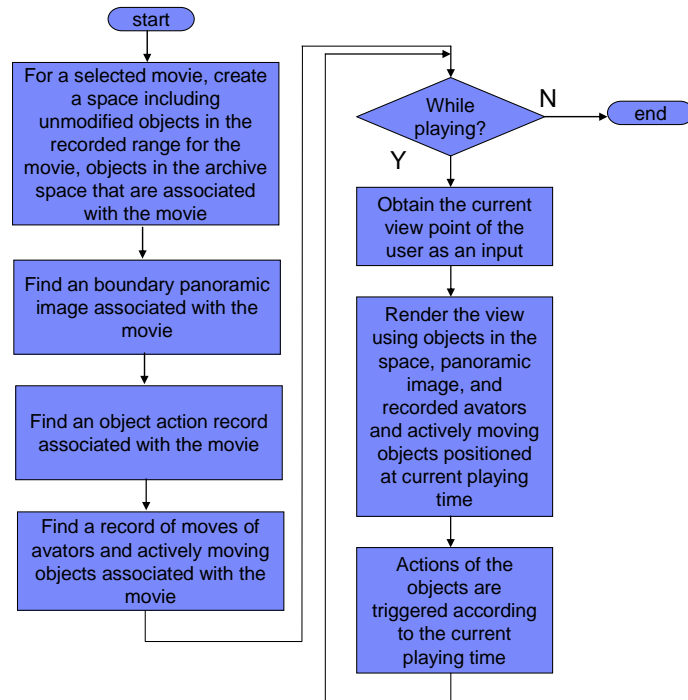 start
For a selected movie, create
a space including
unmodified objects in the
recorded range for the
movie, objects in the archive
space that are associated
with the movie
Find an boundary panoramic
image associated with the
movie
Find an object action record
associated with the movie
Find a record of moves of
avators and actively moving
objects associated with the
movie
While
playing?
N
end
Y
Obtain the current
view point of the
user as an input
Render the view
using objects in the
space, panoramic
image, and
recorded avators
and actively moving
objects positioned
at current playing
time
Actions of the
objects are
triggered according
to the current
playing time